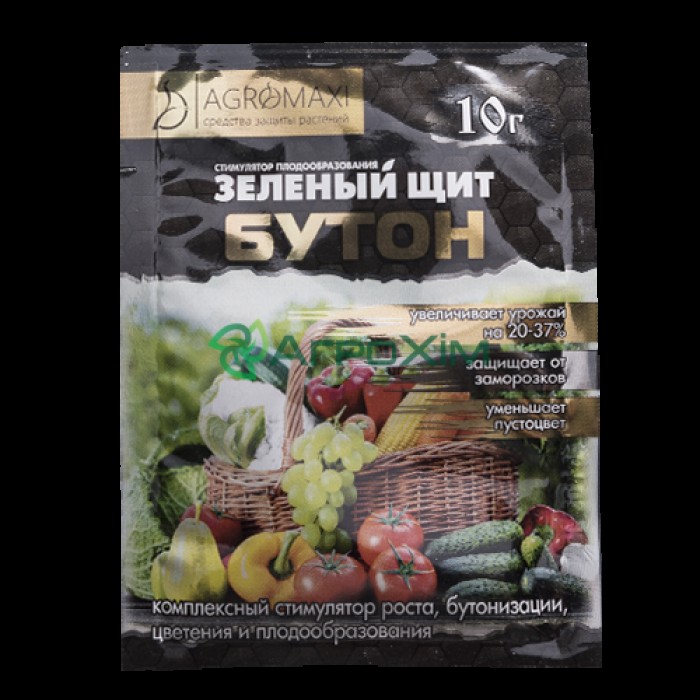 AGROMAXI
средства защиты растений
10г
СТИМУЛЯТОР ПЛОДООБРАЗОВАНИЯ
ЗЕЛЕНЫЙ ЩИТ
БУТОН
увеличивает урожай
на 20-37%
АгроХім
защищает от
заморозков
уменьшает
пустоцвет
комплексный стимулятор роста, бутонизации,
цветения и плодообразования